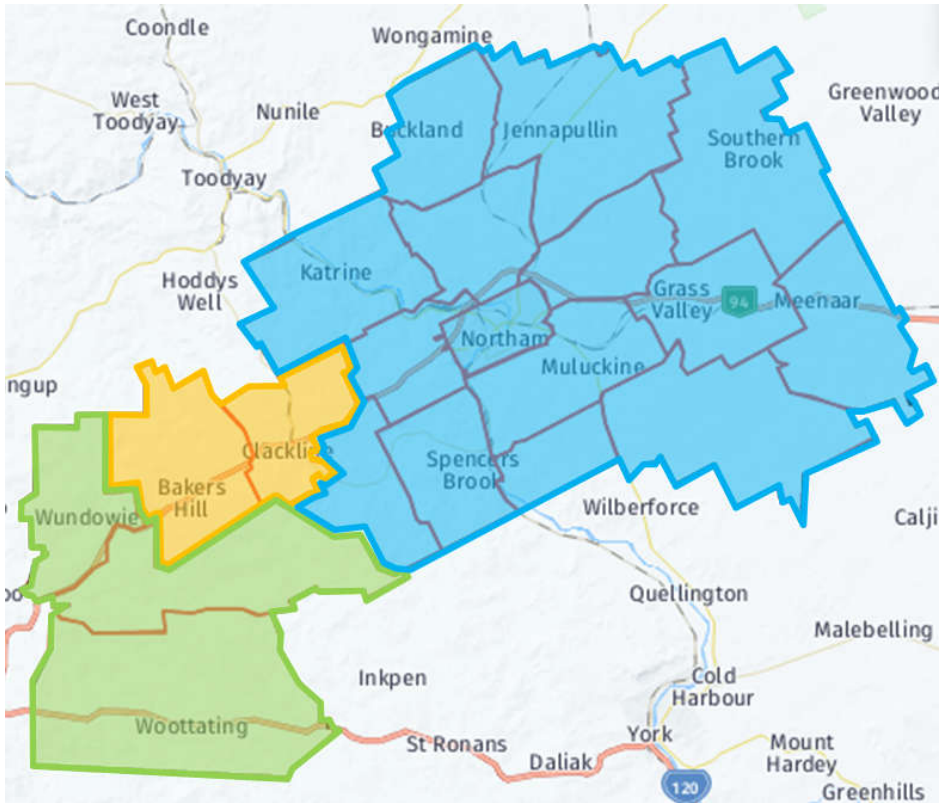 Coondle
Wongamine
West
Toodyay
Nunile
Buckland
Jennapullin
Southern
Brook
Greenwood
Valley
Toodyay
Hoddys
Well
Katrine
Grass
Valley
94
Meenaar
Northam
Muluckine
ngup
Clackline
Bakers
Hill
Spencers
Brook
Wundowie
Wilberforce
Calji
oo
Quellington
Malebelling
Inkpen
Cold
Harbour
Woottating
St Ronans
Daliak
York
Mount
Hardey
120
Greenhills